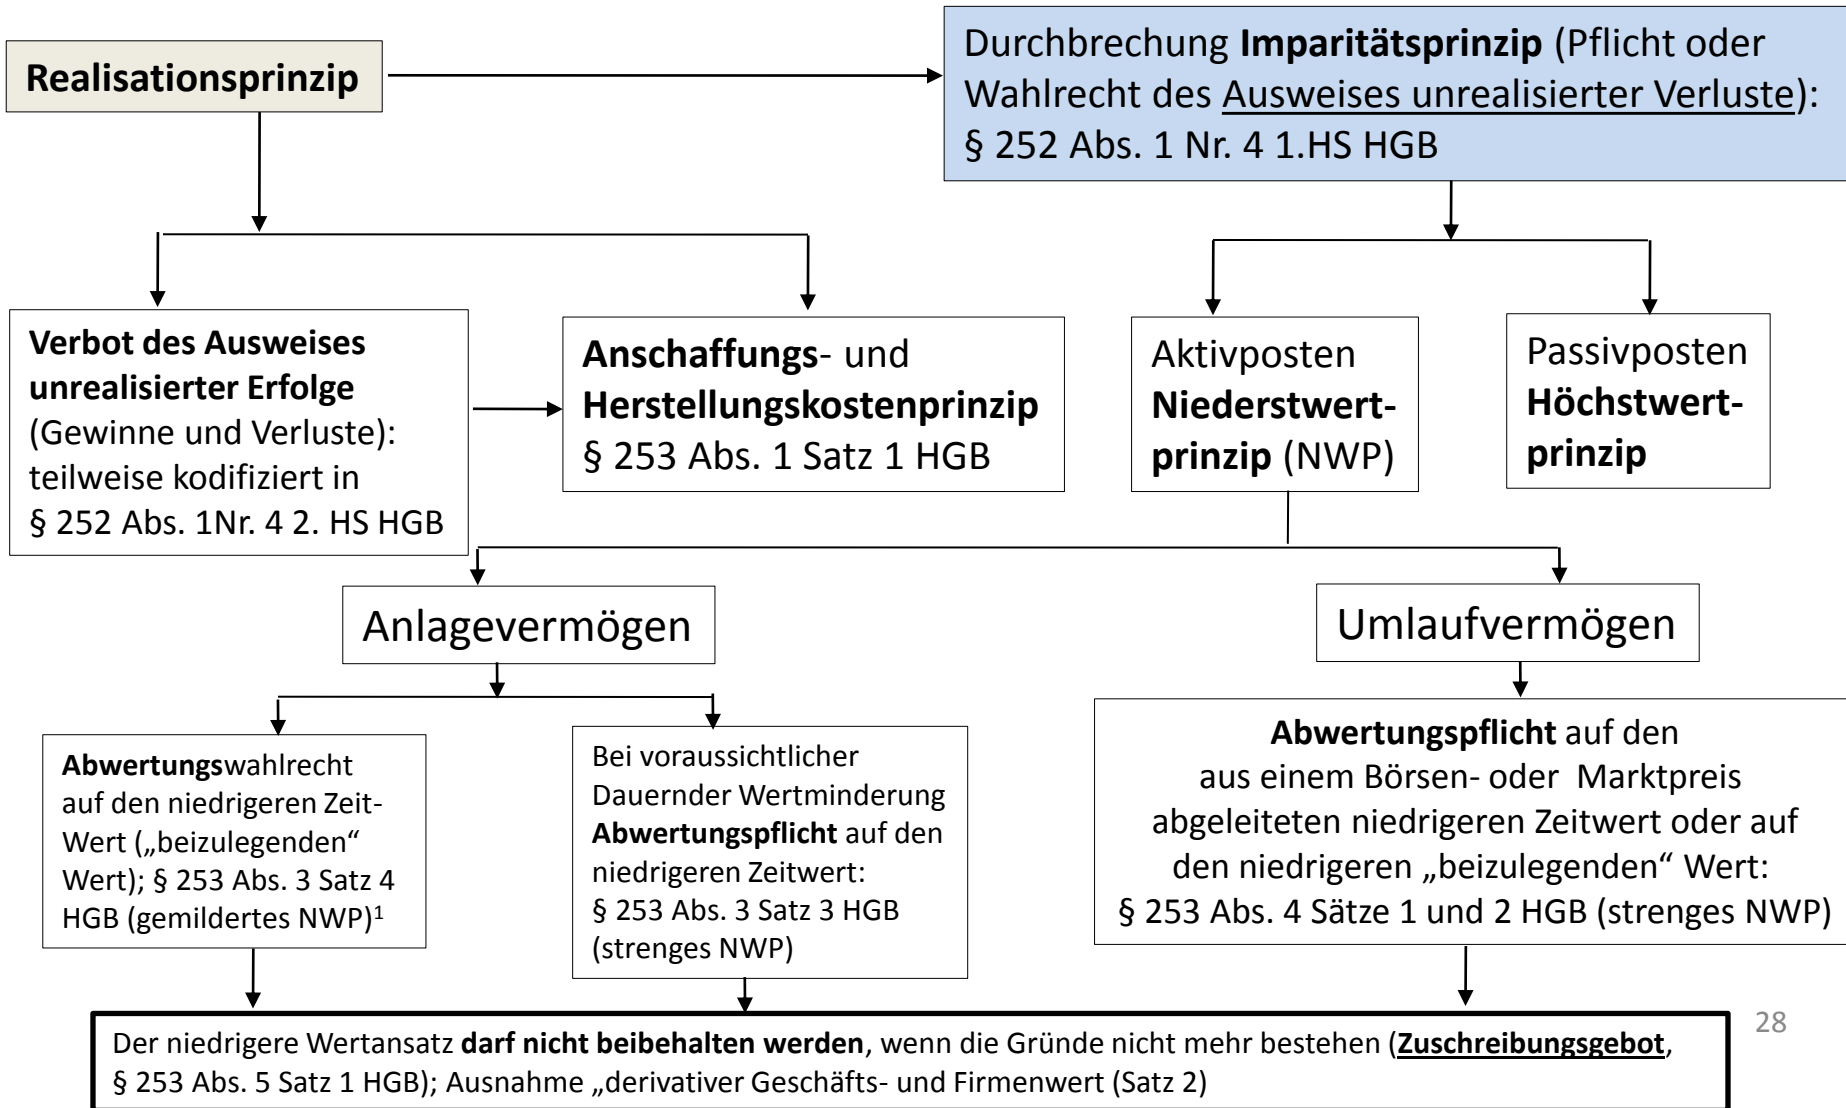 Realisationsprinzip
Durchbrechung Imparitätsprinzip (Pflicht oder
Wahlrecht des Ausweises unrealisierter Verluste):
§ 252 Abs. 1 Nr. 4 1.HS HGB
Verbot des Ausweises
unrealisierter Erfolge
(Gewinne und Verluste):
teilweise kodifiziert in
§ 252 Abs. 1Nr. 4 2. HS HGB
Anschaffungs- und
Herstellungskostenprinzip
§ 253 Abs. 1 Satz 1 HGB
Aktivposten
Niederstwert-
prinzip (NWP)
Passivposten
Höchstwert-
prinzip
Anlagevermögen
Umlaufvermögen
Abwertungswahlrecht
auf den niedrigeren Zeit-
Wert („beizulegenden“
Wert); § 253 Abs. 3 Satz 4
HGB (gemildertes NWP)¹
Bei voraussichtlicher
Dauernder Wertminderung
Abwertungspflicht auf den
niedrigeren Zeitwert:
§ 253 Abs. 3 Satz 3 HGB
(strenges NWP)
Abwertungspflicht auf den
aus einem Börsen- oder Marktpreis
abgeleiteten niedrigeren Zeitwert oder auf
den niedrigeren „beizulegenden“ Wert:
§ 253 Abs. 4 Sätze 1 und 2 HGB (strenges NWP)
Der niedrigere Wertansatz darf nicht beibehalten werden, wenn die Gründe nicht mehr bestehen (Zuschreibungsgebot,
§ 253 Abs. 5 Satz 1 HGB); Ausnahme „derivativer Geschäfts- und Firmenwert (Satz 2)
28